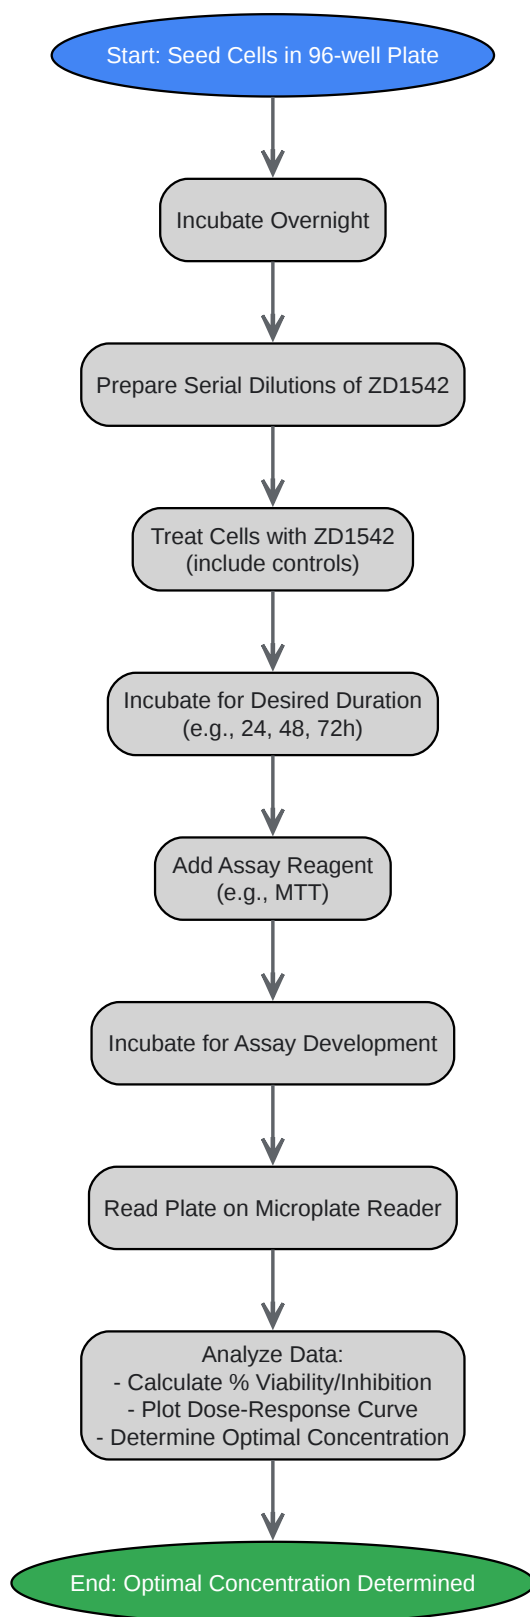 Start: Seed Cells in 96-well Plate
Incubate Overnight
Prepare Serial Dilutions of ZD1542
Treat Cells with ZD1542
(include controls)
Incubate for Desired Duration
(e.g., 24, 48, 72h)
Add Assay Reagent
(e.g., MTT)
Incubate for Assay Development
Read Plate on Microplate Reader
Analyze Data:
- Calculate % Viability/Inhibition
- Plot Dose-Response Curve
- Determine Optimal Concentration
End: Optimal Concentration Determined